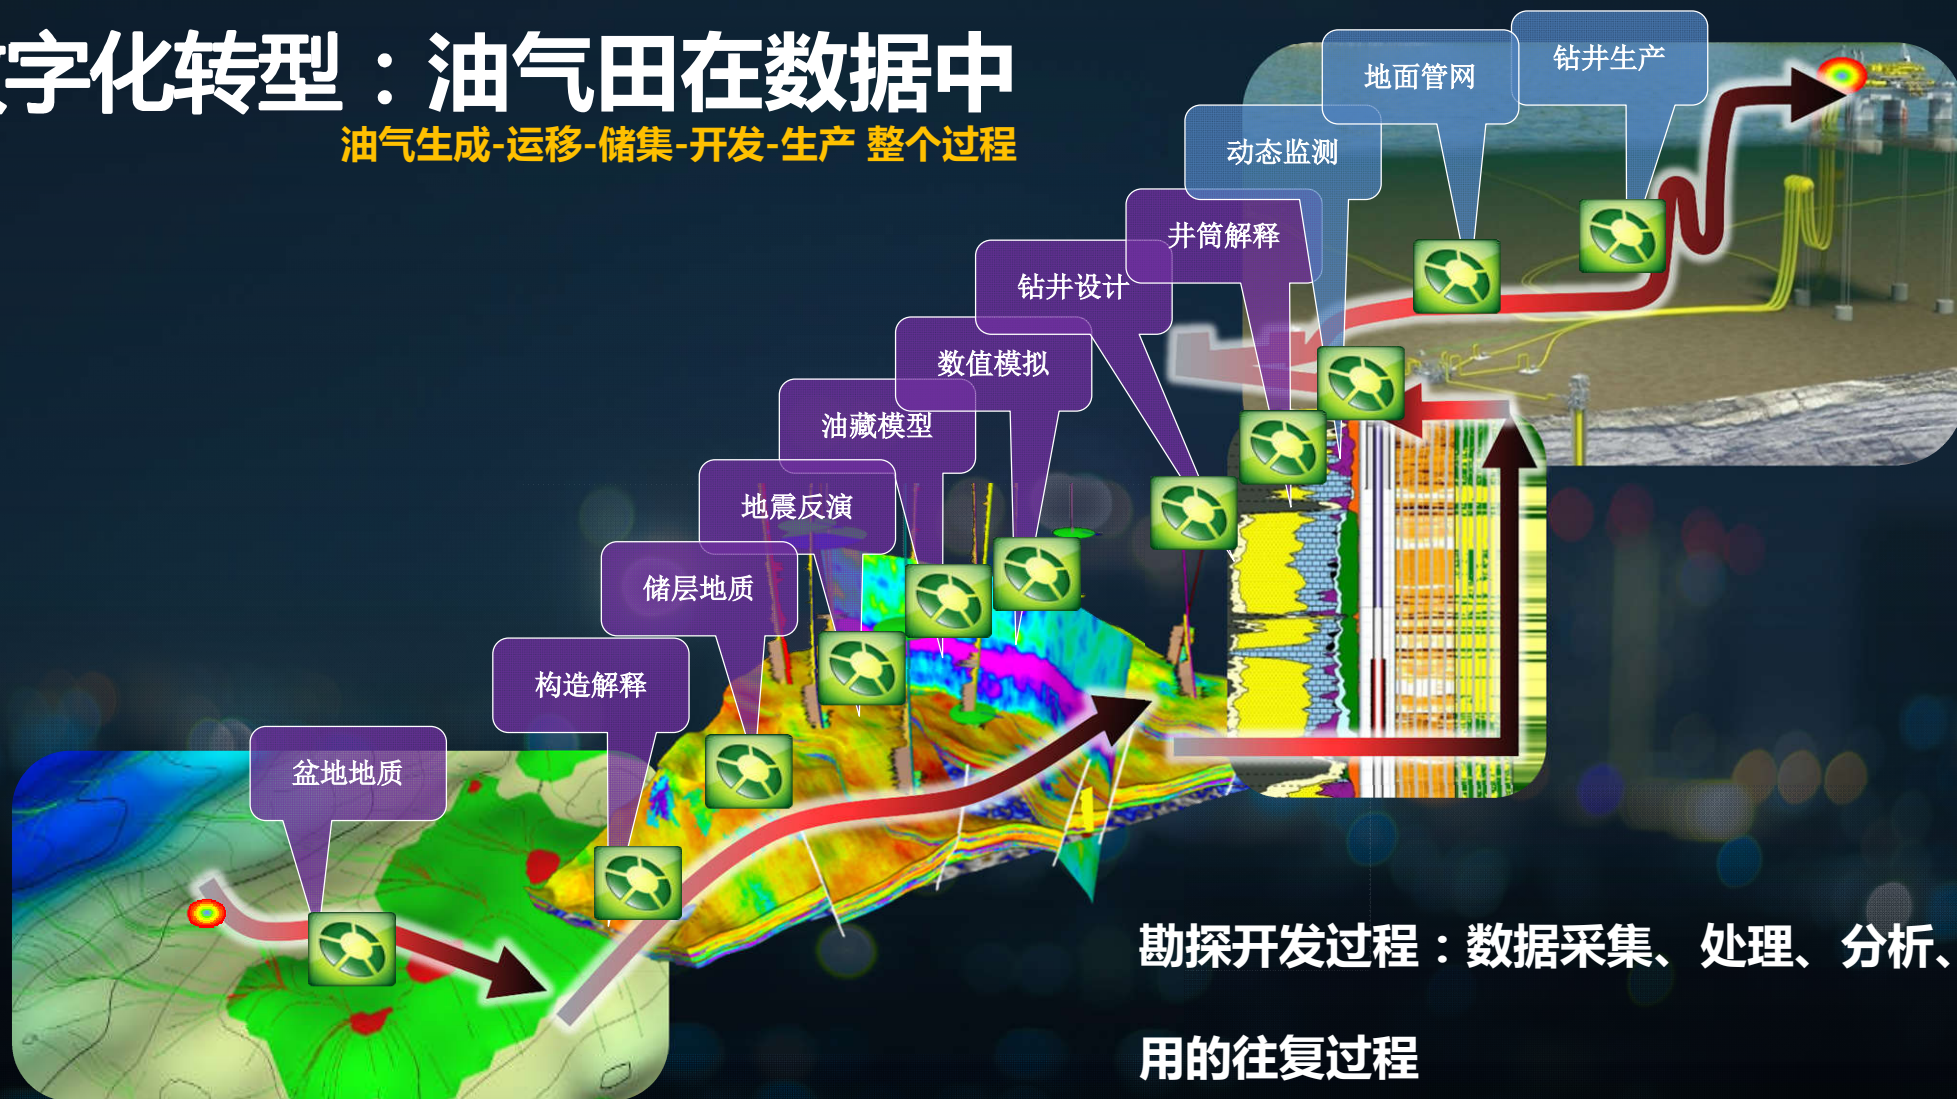 字化转型：油气田在数据中
油气生成-运移-储集-开发-生产 整个过程
钻井生产
地面管网
动态监测
井筒解释
钻井设计
数值模拟
油藏模型
地震反演
储层地质
构造解释
盆地地质
勘探开发过程：数据采集、处理、分析、
用的往复过程